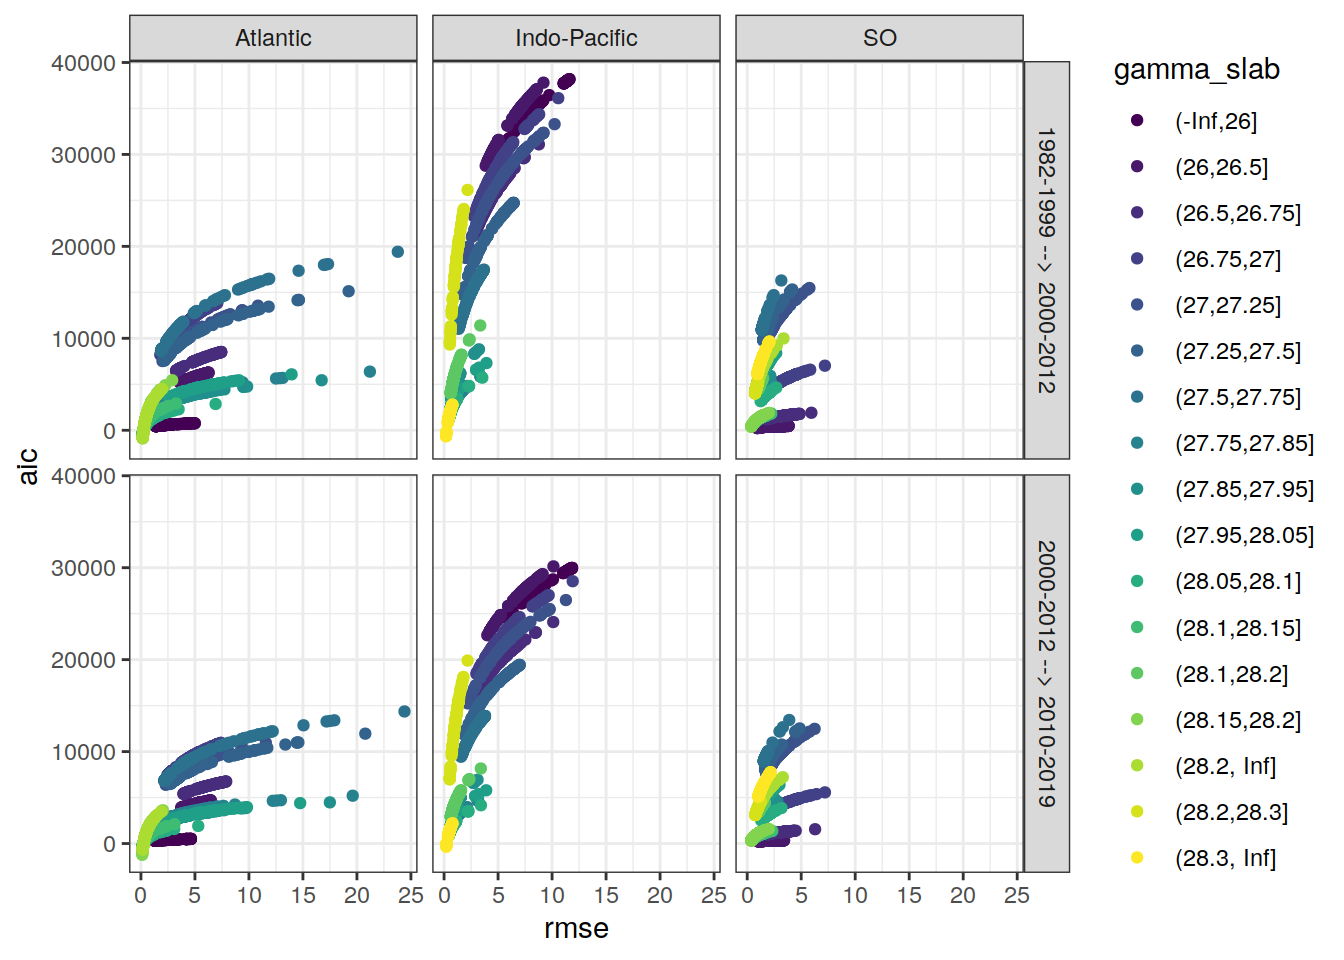 Atlantic
Indo-Pacific
SO
gamma_slab
40000
30000
20000
10000
0
1982-1999 --> 2000-2012
(-Inf,26]
(26,26.5]
(26.5,26.75]
(26.75,27]
(27,27.25]
(27.25,27.5]
(27.5,27.75]
(27.75,27.85]
(27.85,27.95]
(27.95,28.05]
(28.05,28.1]
(28.1,28.15]
(28.1,28.2]
(28.15,28.2]
(28.2, Inf]
(28.2,28.3]
(28.3, Inf]
aic
40000
30000
20000
10000
0
2000-2012 --> 2010-2019
0 5 10 15 20 25
0 5 10 15 20 25
0 5 10 15 20 25
rmse